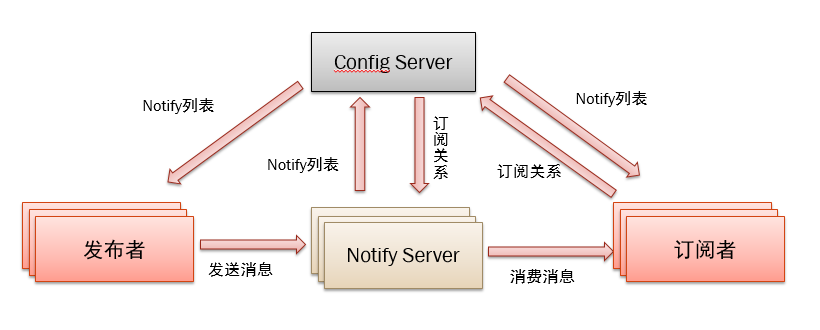 Config Server
Notify列表
Notify列表
Notify列表
订阅关系
订阅关系
发布者
Notify Server
订阅者
发送消息
消费消息